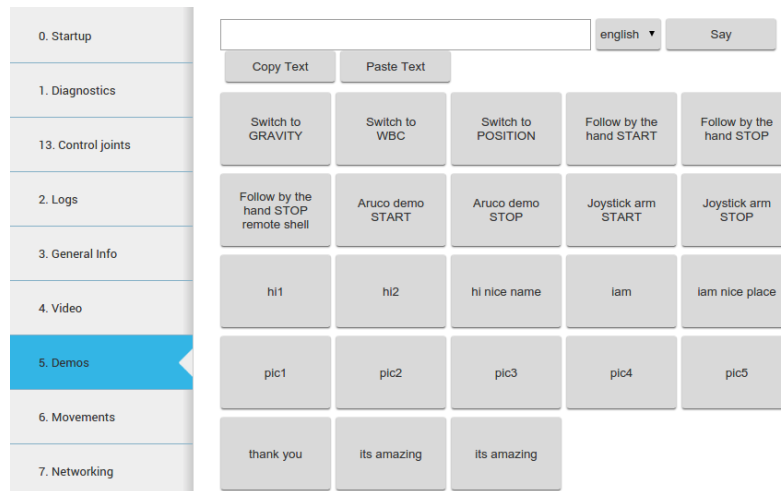 0. Startup
1. Diagnostics
13. Control joints
2. Logs
3. General Info
4. Video
5. Demos
6. Movements
7. Networking
english
Say
Copy Text
Paste Text
Switch to
GRAVITY
Switch to
WBC
Switch to
POSITION
Follow by the
hand START
Follow by the
hand STOP
Follow by the
hand STOP
remote shell
Aruco demo
START
Aruco demo
STOP
Joystick arm
START
Joystick arm
STOP
hi1
hi2
hi nice name
iam
iam nice place
pic1
pic2
pic3
pic4
pic5
thank you
its amazing
its amazing